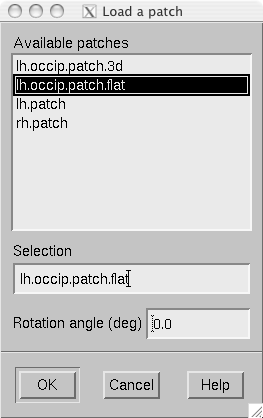 Load a patch
Available patches
lh.occip.patch.3d
lh.occip.patch.flat
lh.patch
rh.patch
Selection
lh.occip.patch.flat
Rotation angle (deg) 0.0
OK Cancel Help